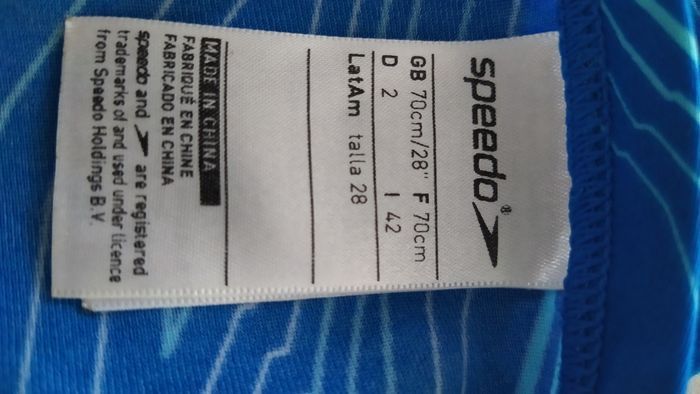 speedo®
GB 70cm/28" F 70cm
D 2 I 42
LatAm talla 28
MADE IN CHINA
FABRIQUÉ EN CHINE
FABRICADO EN CHINA
speedo and are registered
trademarks of and used under licence
from Speedo Holdings B.V.